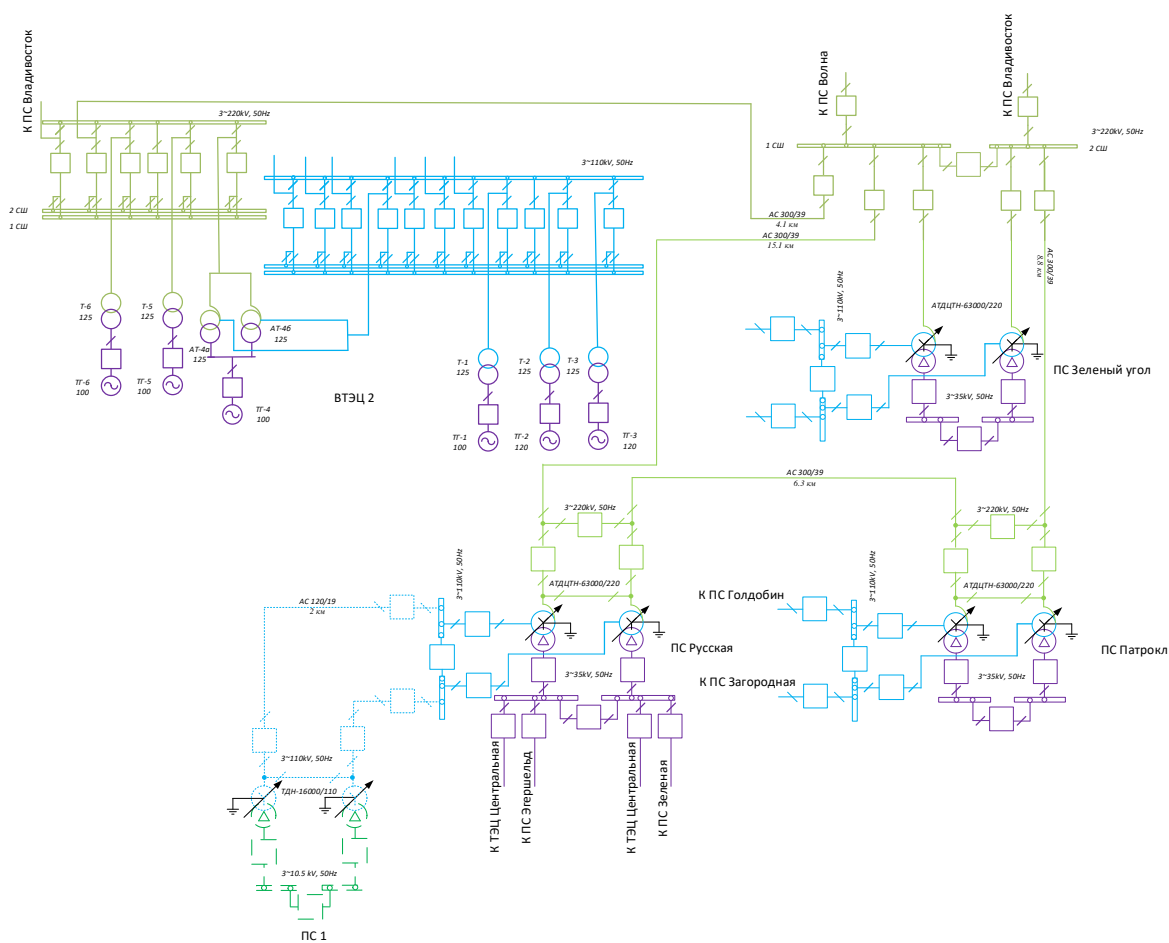 К ПС Владивосток
3~220kV, 50Hz
2 СШ
1 СШ
3~110kV, 50Hz
К ПС Волна
К ПС Владивосток
3~220kV, 50Hz
1 СШ
2 СШ
АС 300/39
4.1 км
АС 300/39
15.1 км
АС 300/39
8.8 км
Т-6
125
Т-5
125
АТ-4б
125
АТ-4а
125
ТГ-6
100
ТГ-5
100
ТГ-4
100
ВТЭЦ 2
Т-1
125
Т-2
125
Т-3
125
ТГ-1
100
ТГ-2
120
ТГ-3
120
3~110kV, 50Hz
АТДЦТН-63000/220
ПС Зеленый угол
3~35kV, 50Hz
АС 300/39
6.3 км
3~220kV, 50Hz
3~110kV, 50Hz
АТДЦТН-63000/220
ПС Русская
3~35kV, 50Hz
К ТЭЦ Центральная
К ПС Эгершельд
К ТЭЦ Центральная
К ПС Зеленая
3~220kV, 50Hz
3~110kV, 50Hz
АТДЦТН-63000/220
К ПС Голдобин
К ПС Загородная
ПС Патрокл
3~35kV, 50Hz
АС 120/19
2 км
3~110kV, 50Hz
ТДН-16000/110
3~10.5 kV, 50Hz
ПС 1